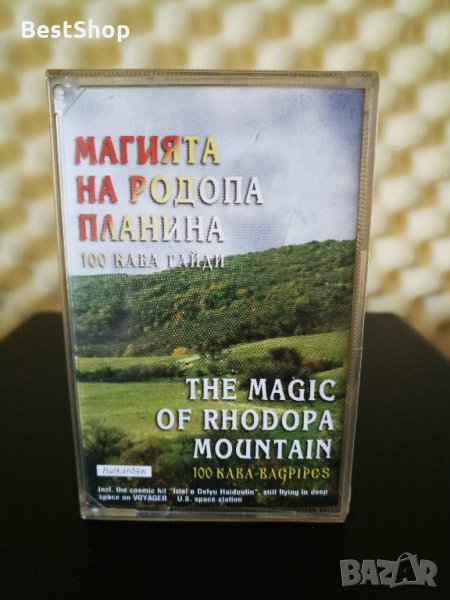 BestShop
МАГИЯТА
НА РОДОПА
ПЛАНИНА
100 КАВА ГАЙДИ
THE MAGIC
OF RHODOPA
MOUNTAIN
100 KABA-BAGPIPES
Balkanton
Incl. the cosmic hit "Izlel e Delyu Haidoutin", still flying in deep
space on VOYAGER U.S. space station
BAZAR